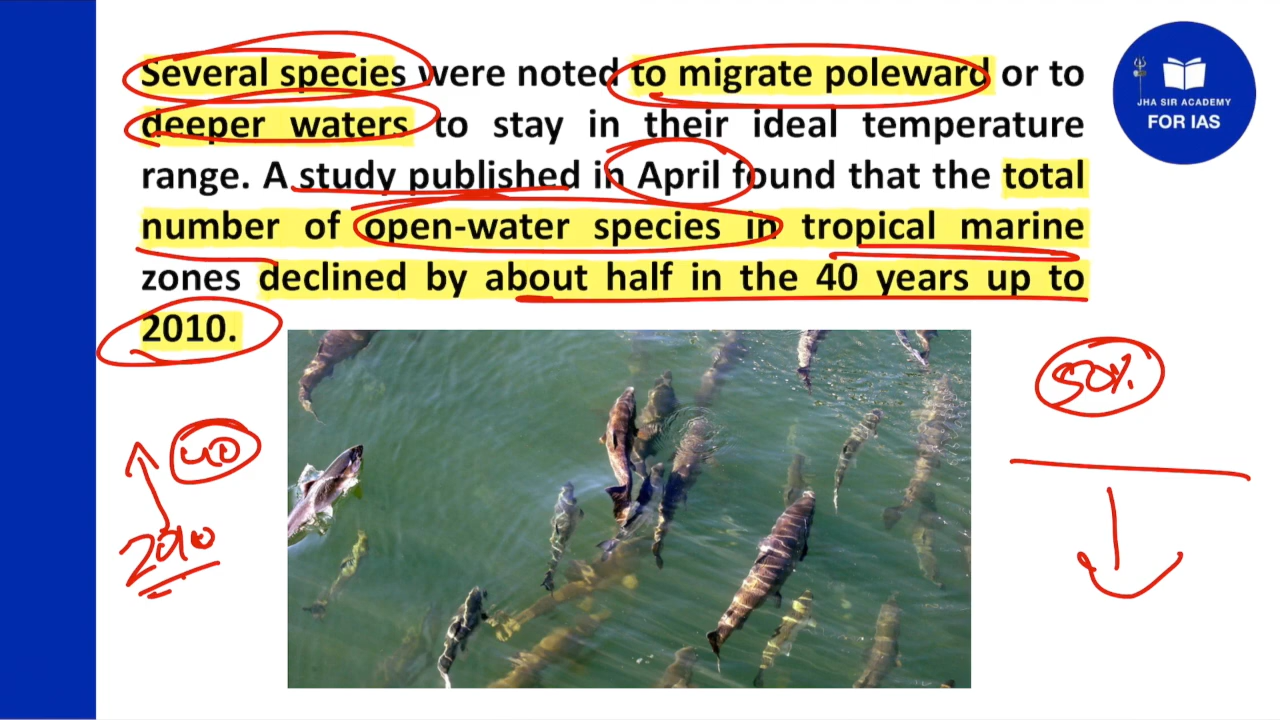 Several species were noted to migrate poleward or to
deeper waters to stay in their ideal temperature
range. A study published in April found that the total
number of open-water species in tropical marine
zones declined by about half in the 40 years up to
2010.
JHA SIR ACADEMY
FOR IAS
50%
40
2010